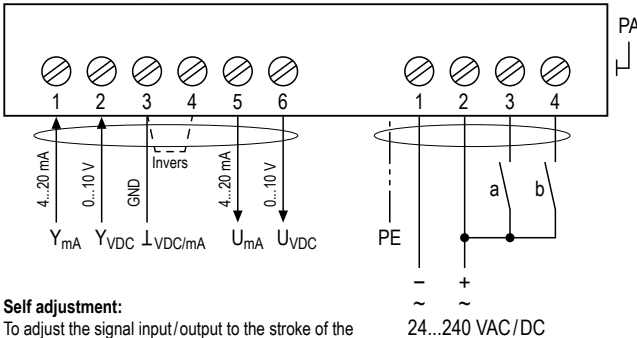 PA
1 2 3 4 5 6 1 2 3 4
Invers
4...20 mA 0...10 V GND 4...20 mA 0...10 V
a b
YmA YVDC ⊥VDC/mA UmA UVDC PE
− +
~ ~
Self adjustment:
To adjust the signal input/output to the stroke of the
24...240 VAC/DC